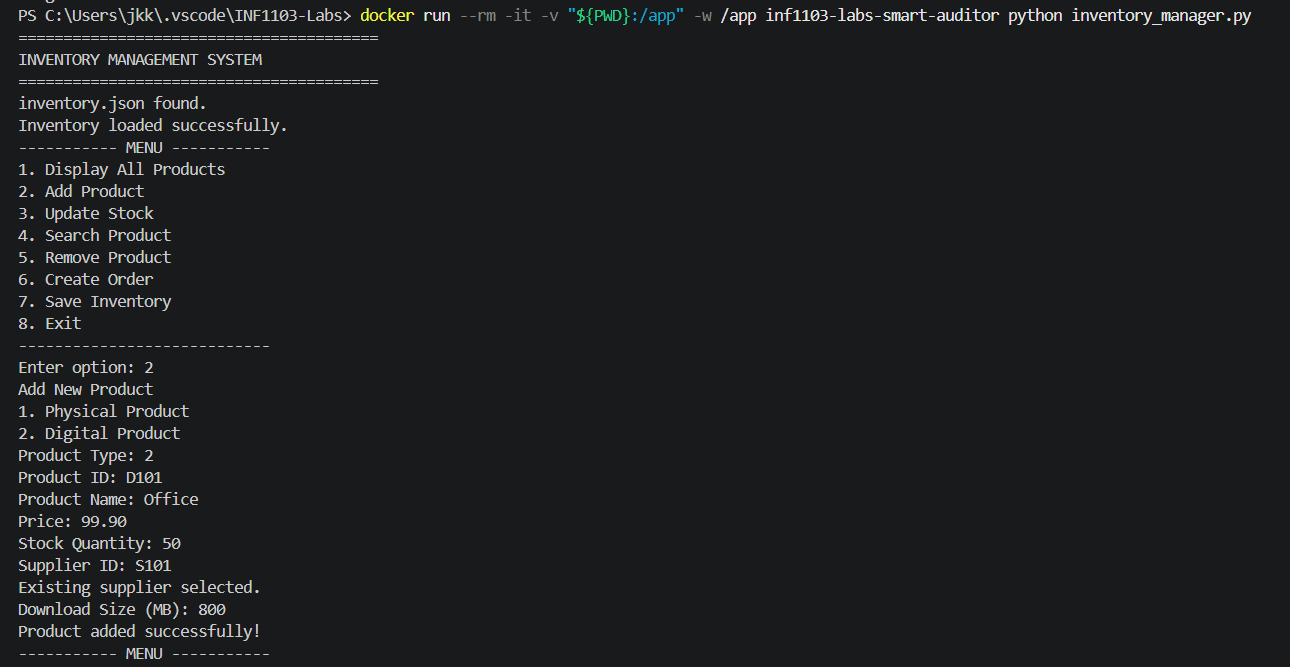 PS C:\Users\jkk\.vscode\INF1103-Labs> docker run --rm -it -v "${PWD}:/app" -w /app inf1103-labs-smart-auditor python inventory_manager.py
========================================
INVENTORY MANAGEMENT SYSTEM
========================================
inventory.json found.
Inventory loaded successfully.
----------- MENU -----------
1. Display All Products
2. Add Product
3. Update Stock
4. Search Product
5. Remove Product
6. Create Order
7. Save Inventory
8. Exit
----------------------------
Enter option: 2
Add New Product
1. Physical Product
2. Digital Product
Product Type: 2
Product ID: D101
Product Name: Office
Price: 99.90
Stock Quantity: 50
Supplier ID: S101
Existing supplier selected.
Download Size (MB): 800
Product added successfully!
----------- MENU -----------